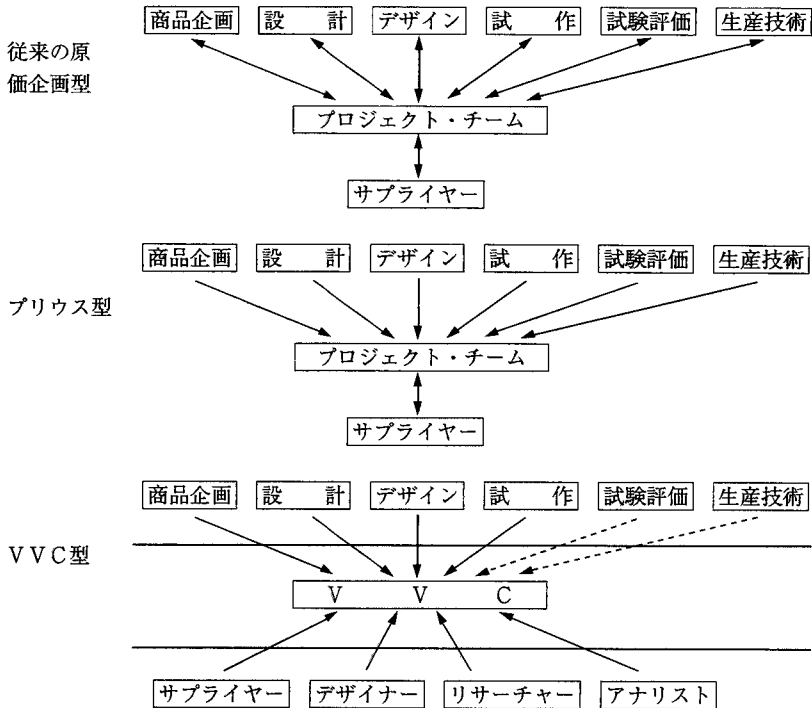 商品企画 設計 デザイン 試作 試験評価 生産技術
従来の原
価企画型
プロジェクト・チーム
サプライヤー
商品企画 設計 デザイン 試作 試験評価 生産技術
プリウス型
プロジェクト・チーム
サプライヤー
商品企画 設計 デザイン 試作 試験評価 生産技術
VVC型
V V C
サプライヤー デザイナー リサーチャー アナリスト